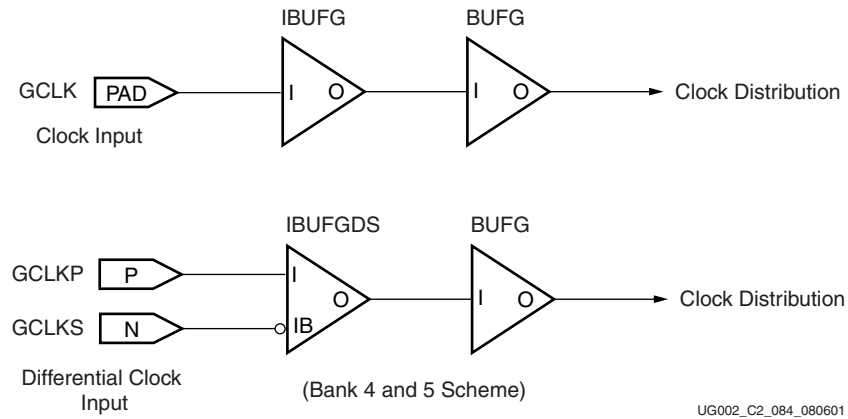 IBUFG
BUFG
GCLK
PAD
I
O
I
O
Clock Distribution
Clock Input
IBUFGDS
BUFG
GCLKP
P
I
O
I
O
Clock Distribution
GCLKS
N
IB
Differential Clock
Input
(Bank 4 and 5 Scheme)
UG002_C2_084_080601